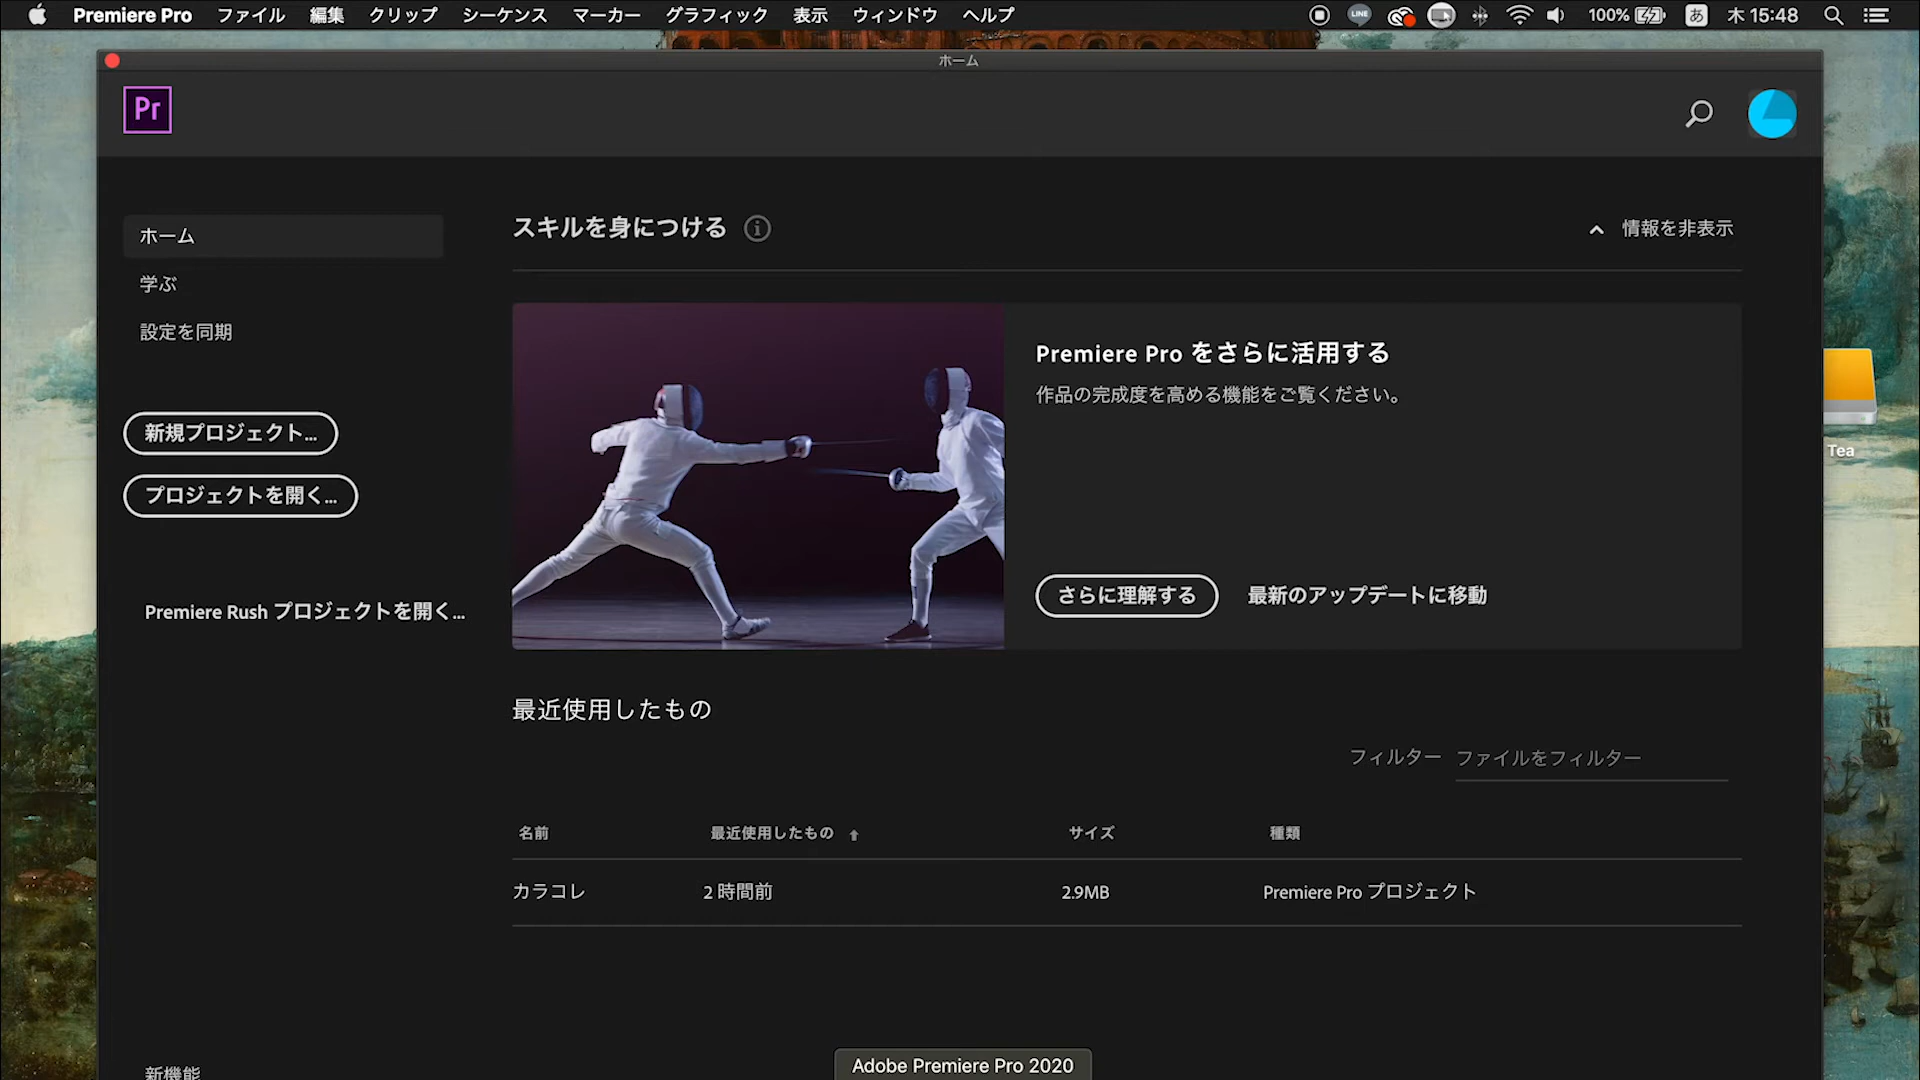 Premiere Pro ファイル 編集 クリップ シーケンス マーカー グラフィック 表示 ウィンドウ ヘルプ LINE 100% あ 木 15:48
ホーム
Pr
ホーム
学ぶ
設定を同期
新規プロジェクト...
プロジェクトを開く...
Premiere Rush プロジェクトを開く...
新機能
スキルを身につける
情報を非表示
Premiere Pro をさらに活用する
作品の完成度を高める機能をご覧ください。
さらに理解する 最新のアップデートに移動
最近使用したもの
フィルター ファイルをフィルター
名前 最近使用したもの サイズ 種類
カラコレ 2 時間前 2.9MB Premiere Pro プロジェクト
Tea
Adobe Premiere Pro 2020